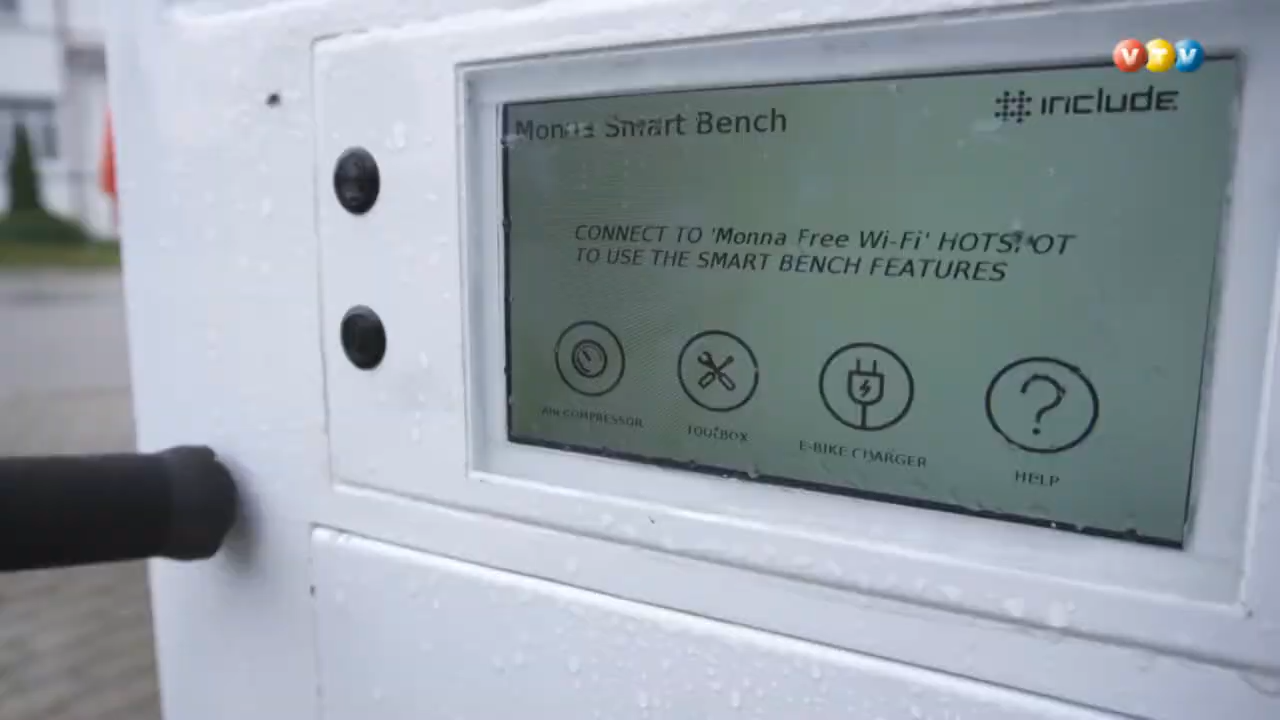 VTV
Monna Smart Bench
include
CONNECT TO 'Monna Free Wi-Fi' HOTSPOT
TO USE THE SMART BENCH FEATURES
AIR COMPRESSOR
TOOLBOX
E-BIKE CHARGER
HELP